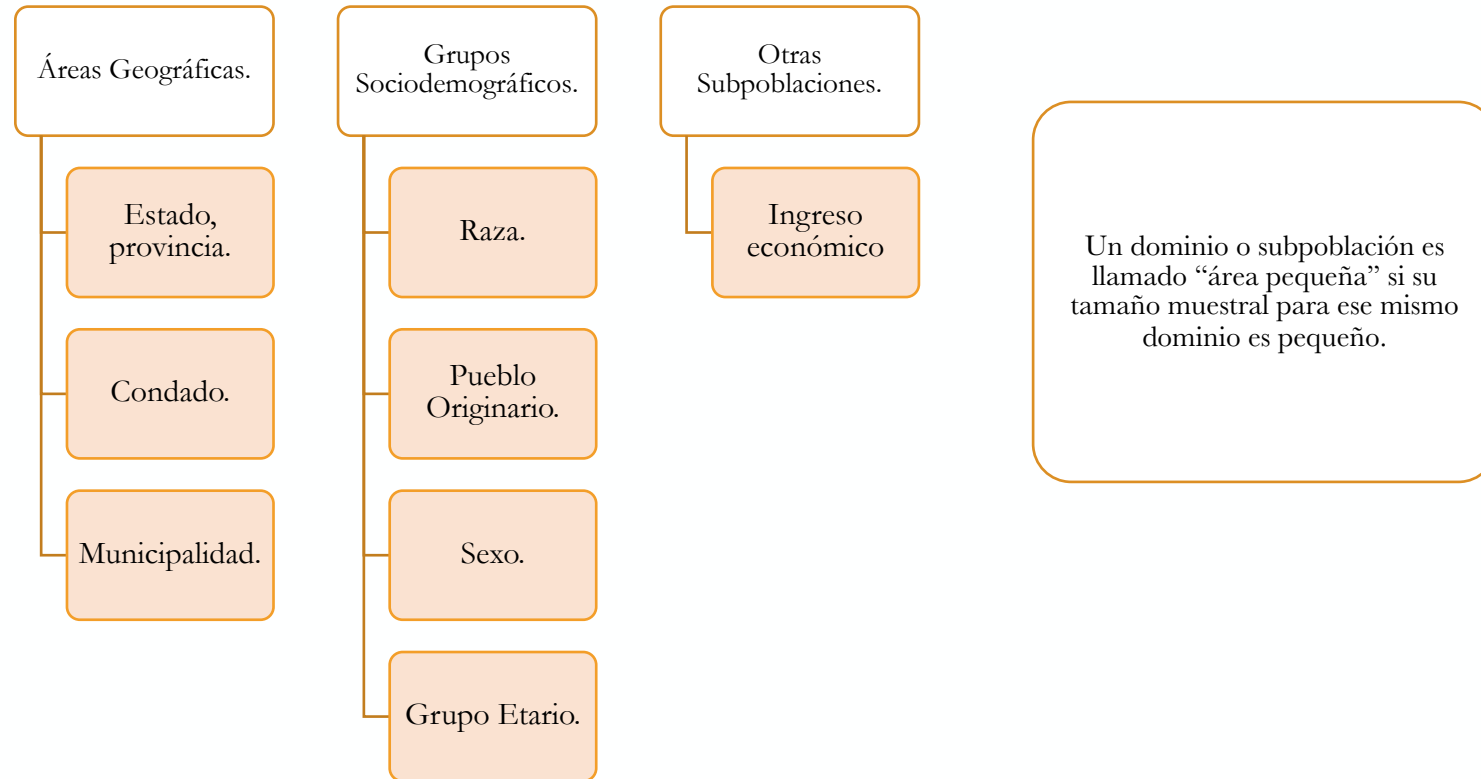 Áreas Geográficas.
Estado,
provincia.
Condado.
Municipalidad.
Grupos
Sociodemográficos.
Raza.
Pueblo
Originario.
Sexo.
Grupo Etario.
Otras
Subpoblaciones.
Ingreso
económico
Un dominio o subpoblación es
llamado “área pequeña” si su
tamaño muestral para ese mismo
dominio es pequeño.